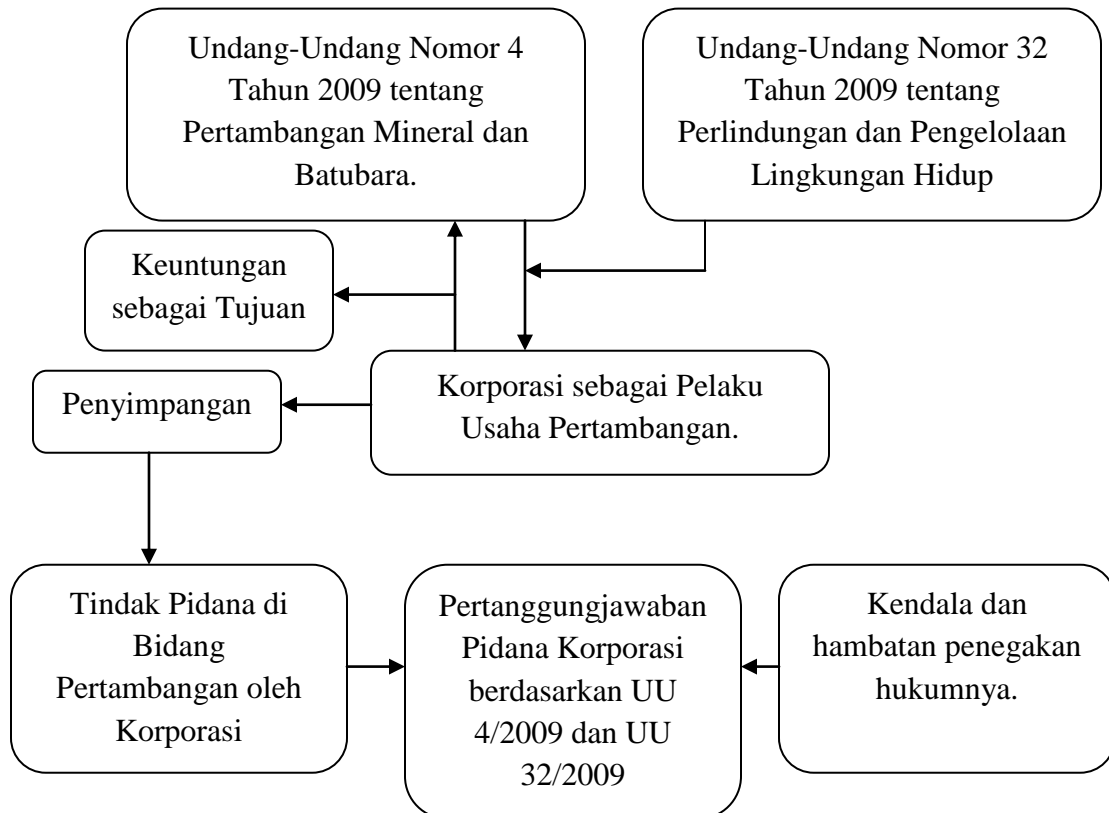 Undang-Undang Nomor 4
Tahun 2009 tentang
Pertambangan Mineral dan
Batubara.
Undang-Undang Nomor 32
Tahun 2009 tentang
Perlindungan dan Pengelolaan
Lingkungan Hidup
Keuntungan
sebagai Tujuan
Korporasi sebagai Pelaku
Usaha Pertambangan.
Penyimpangan
Tindak Pidana di
Bidang
Pertambangan oleh
Korporasi
Pertanggungjawaban
Pidana Korporasi
berdasarkan UU
4/2009 dan UU
32/2009
Kendala dan
hambatan penegakan
hukumnya.